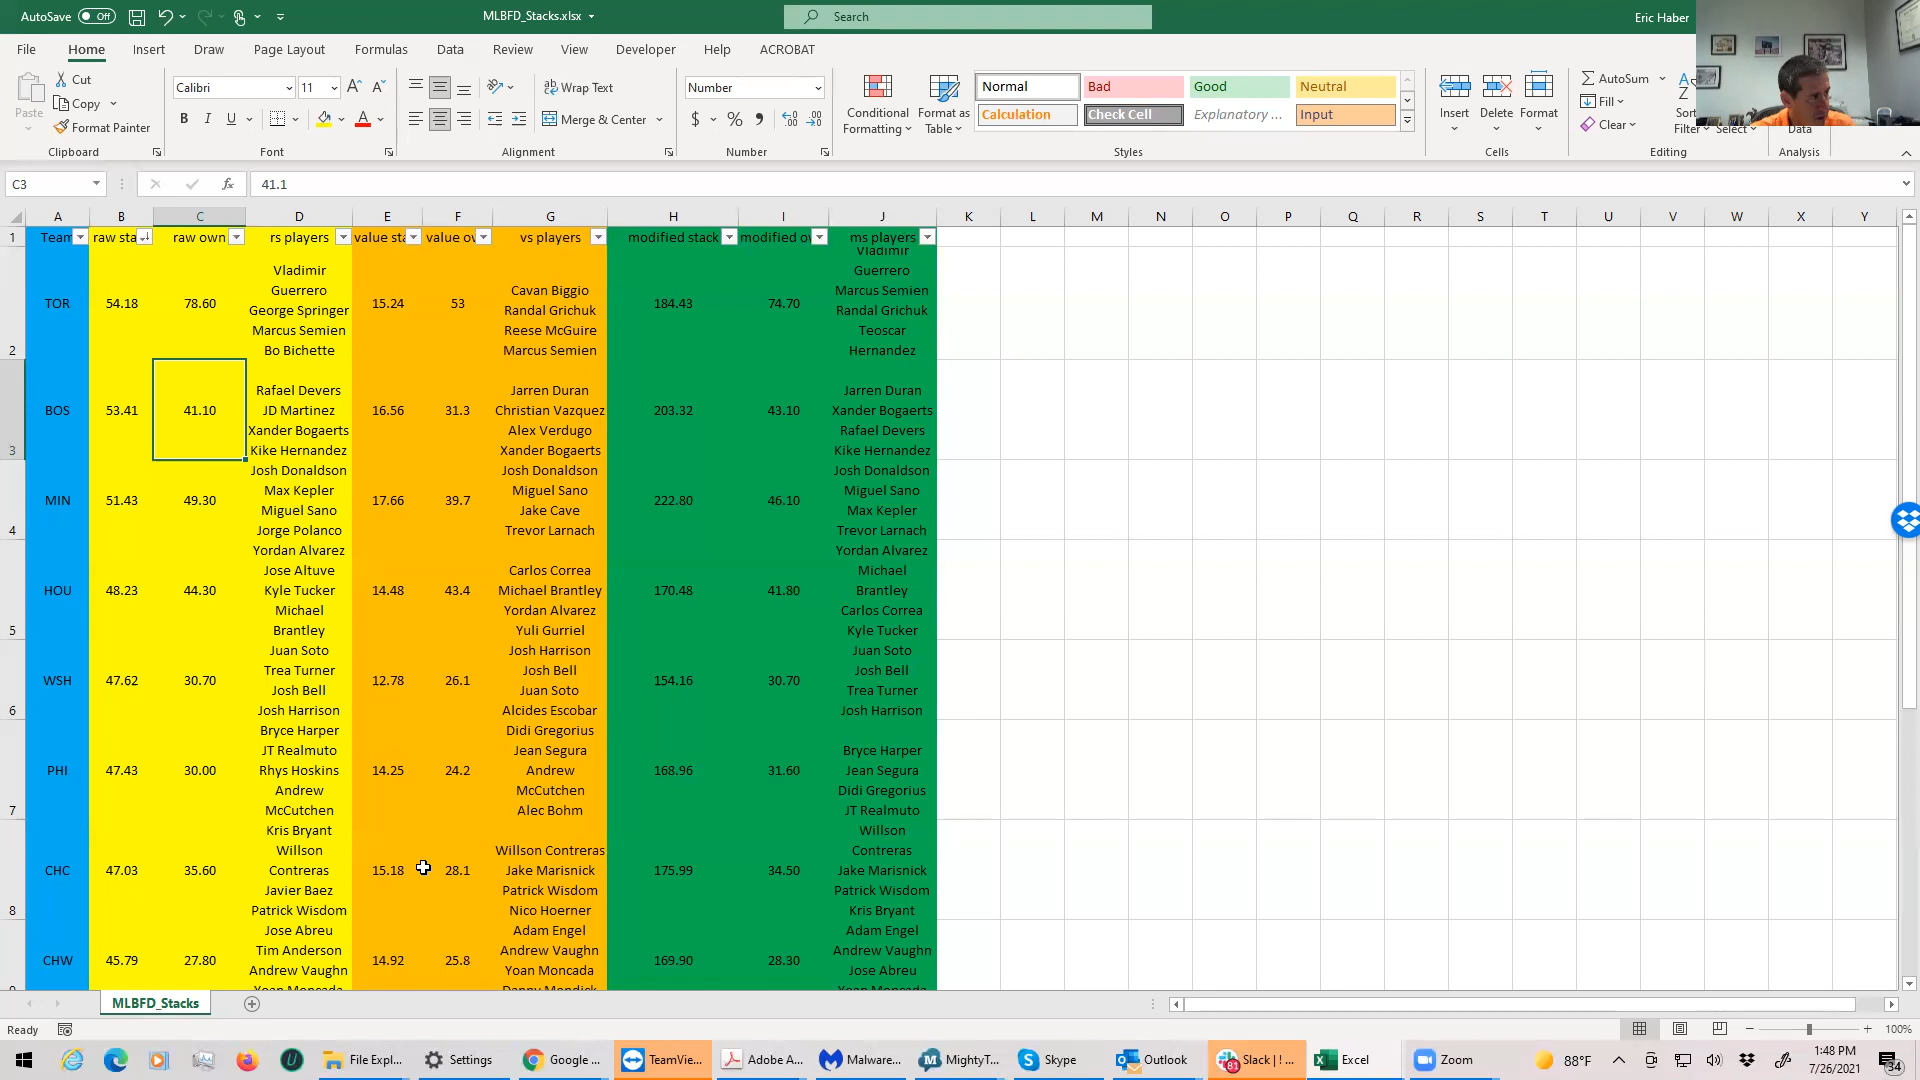 AutoSave Off MLBFD_Stacks.xlsx Search Eric Haber
File Home Insert Draw Page Layout Formulas Data Review View Developer Help ACROBAT
Paste Cut Copy Format Painter
Calibri 11
Wrap Text
Merge & Center
Number
Conditional Formatting
Format as Table
Normal Bad Good Neutral
Calculation Check Cell Explanatory ... Input
Insert Delete Format
AutoSum
Fill
Clear
Filter Select Data
Clipboard Font Alignment Number Styles Cells Editing Analysis
C3 fx 41.1
A B C D E F G H I J K L M N O P Q R S T U V W X Y
1 Team raw sta raw own rs players value sta value ov vs players modified stack modified ov ms players
2 TOR 54.18 78.60
Vladimir
Guerrero
George Springer
Marcus Semien
Bo Bichette
15.24 53
Cavan Biggio
Randal Grichuk
Reese McGuire
Marcus Semien
184.43 74.70
Vladimir
Guerrero
Marcus Semien
Randal Grichuk
Teoscar
Hernandez
3 BOS 53.41 41.10
Rafael Devers
JD Martinez
Xander Bogaerts
Kike Hernandez
16.56 31.3
Jarren Duran
Christian Vazquez
Alex Verdugo
Xander Bogaerts
203.32 43.10
Jarren Duran
Xander Bogaerts
Rafael Devers
Kike Hernandez
4 MIN 51.43 49.30
Josh Donaldson
Max Kepler
Miguel Sano
Jorge Polanco
17.66 39.7
Josh Donaldson
Miguel Sano
Jake Cave
Trevor Larnach
222.80 46.10
Josh Donaldson
Miguel Sano
Max Kepler
Trevor Larnach
5 HOU 48.23 44.30
Yordan Alvarez
Jose Altuve
Kyle Tucker
Michael
Brantley
14.48 43.4
Carlos Correa
Michael Brantley
Yordan Alvarez
Yuli Gurriel
170.48 41.80
Yordan Alvarez
Michael
Brantley
Carlos Correa
Kyle Tucker
6 WSH 47.62 30.70
Juan Soto
Trea Turner
Josh Bell
Josh Harrison
12.78 26.1
Josh Harrison
Josh Bell
Juan Soto
Alcides Escobar
154.16 30.70
Juan Soto
Josh Bell
Trea Turner
Josh Harrison
7 PHI 47.43 30.00
Bryce Harper
JT Realmuto
Rhys Hoskins
Andrew
McCutchen
14.25 24.2
Didi Gregorius
Jean Segura
Andrew
McCutchen
Alec Bohm
168.96 31.60
Bryce Harper
Jean Segura
Didi Gregorius
JT Realmuto
8 CHC 47.03 35.60
Kris Bryant
Willson
Contreras
Javier Baez
Patrick Wisdom
15.18 28.1
Willson Contreras
Jake Marisnick
Patrick Wisdom
Nico Hoerner
175.99 34.50
Willson
Contreras
Jake Marisnick
Patrick Wisdom
Kris Bryant
CHW 45.79 27.80
Jose Abreu
Tim Anderson
Andrew Vaughn
Yoan Moncada
14.92 25.8
Adam Engel
Andrew Vaughn
Yoan Moncada
169.90 28.30
Adam Engel
Andrew Vaughn
Jose Abreu
Yoan Moncada
MLBFD_Stacks
Ready 100%
File Expl... Settings Google ... TeamVie... Adobe A... Malware... MightyT... Skype Outlook Slack | ! ... Excel Zoom 88°F 1:48 PM
7/26/2021
81 34